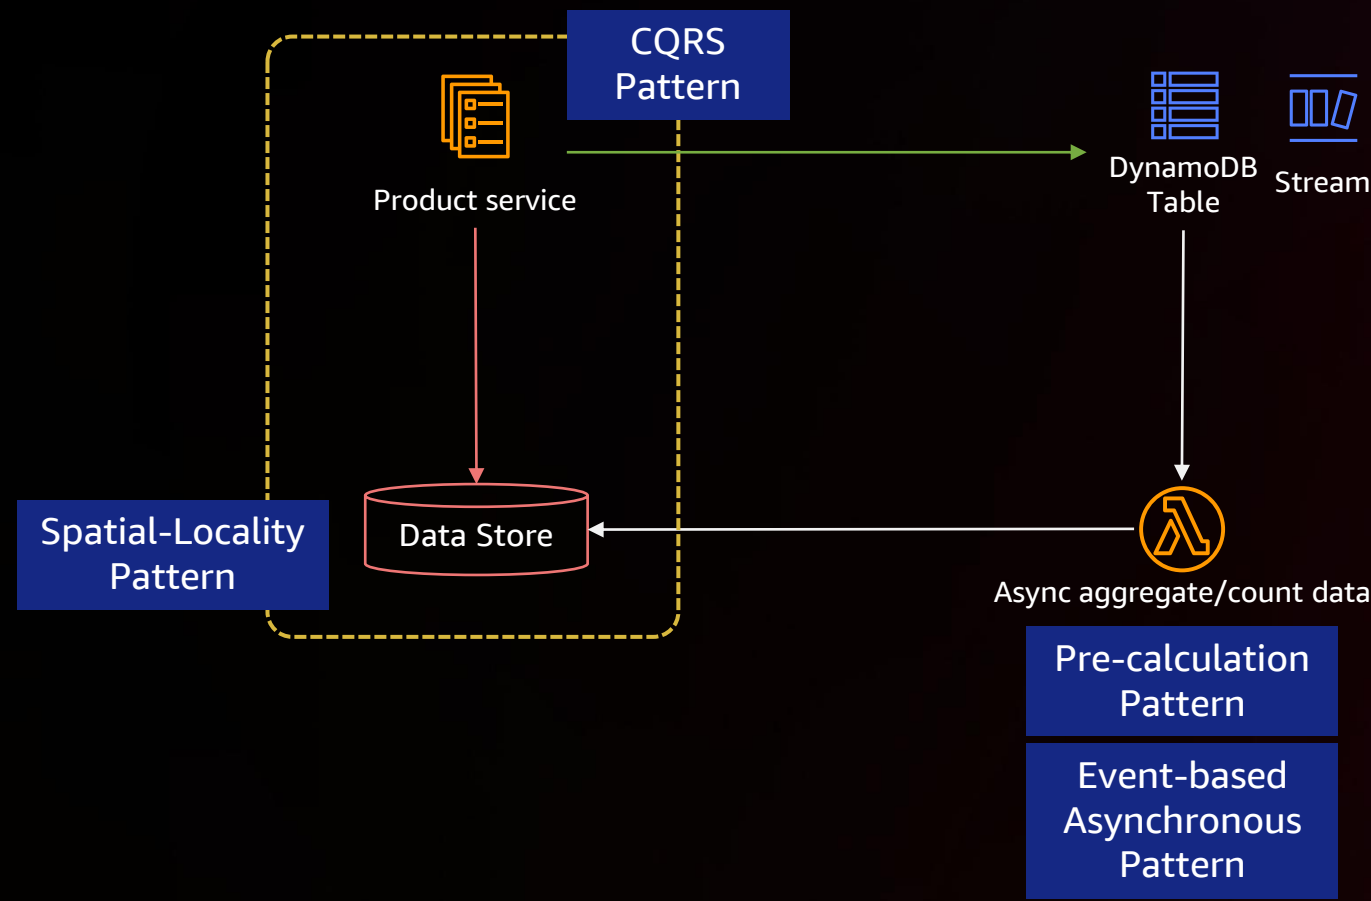 CQRS
Pattern
Product service
DynamoDB
Table
Stream
Spatial-Locality
Pattern
Data Store
Async aggregate/count data
Pre-calculation
Pattern
Event-based
Asynchronous
Pattern